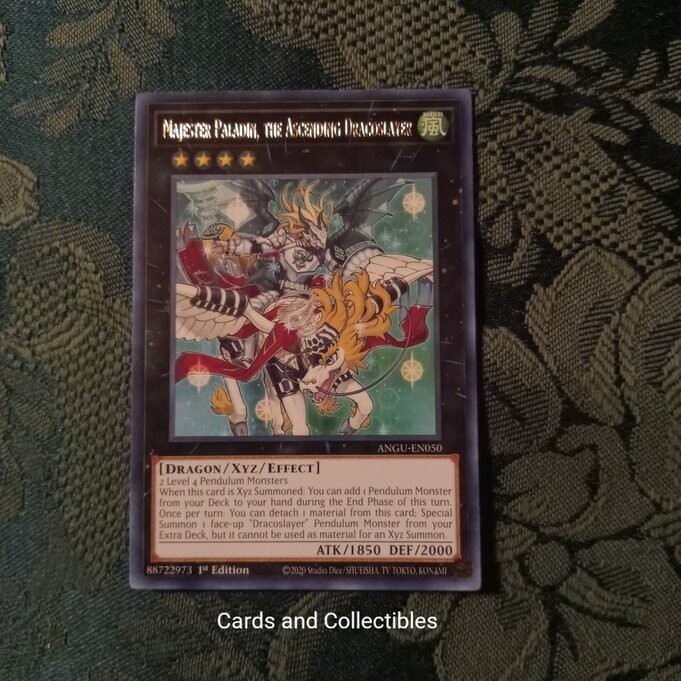 MAJESTER PALADIN, THE ASCENDING DRACOSLAYER
WIND
風
ANGU-EN050
[DRAGON/XYZ/EFFECT]
2 Level 4 Pendulum Monsters
When this card is Xyz Summoned: You can add 1 Pendulum Monster
from your Deck to your hand during the End Phase of this turn.
Once per turn: You can detach 1 material from this card; Special
Summon 1 face-up "Dracoslayer" Pendulum Monster from your
Extra Deck, but it cannot be used as material for an Xyz Summon.
ATK/1850 DEF/2000
88722973 1st Edition ©2020 Studio Dice/SHUEISHA, TV TOKYO, KONAMI
Cards and Collectibles